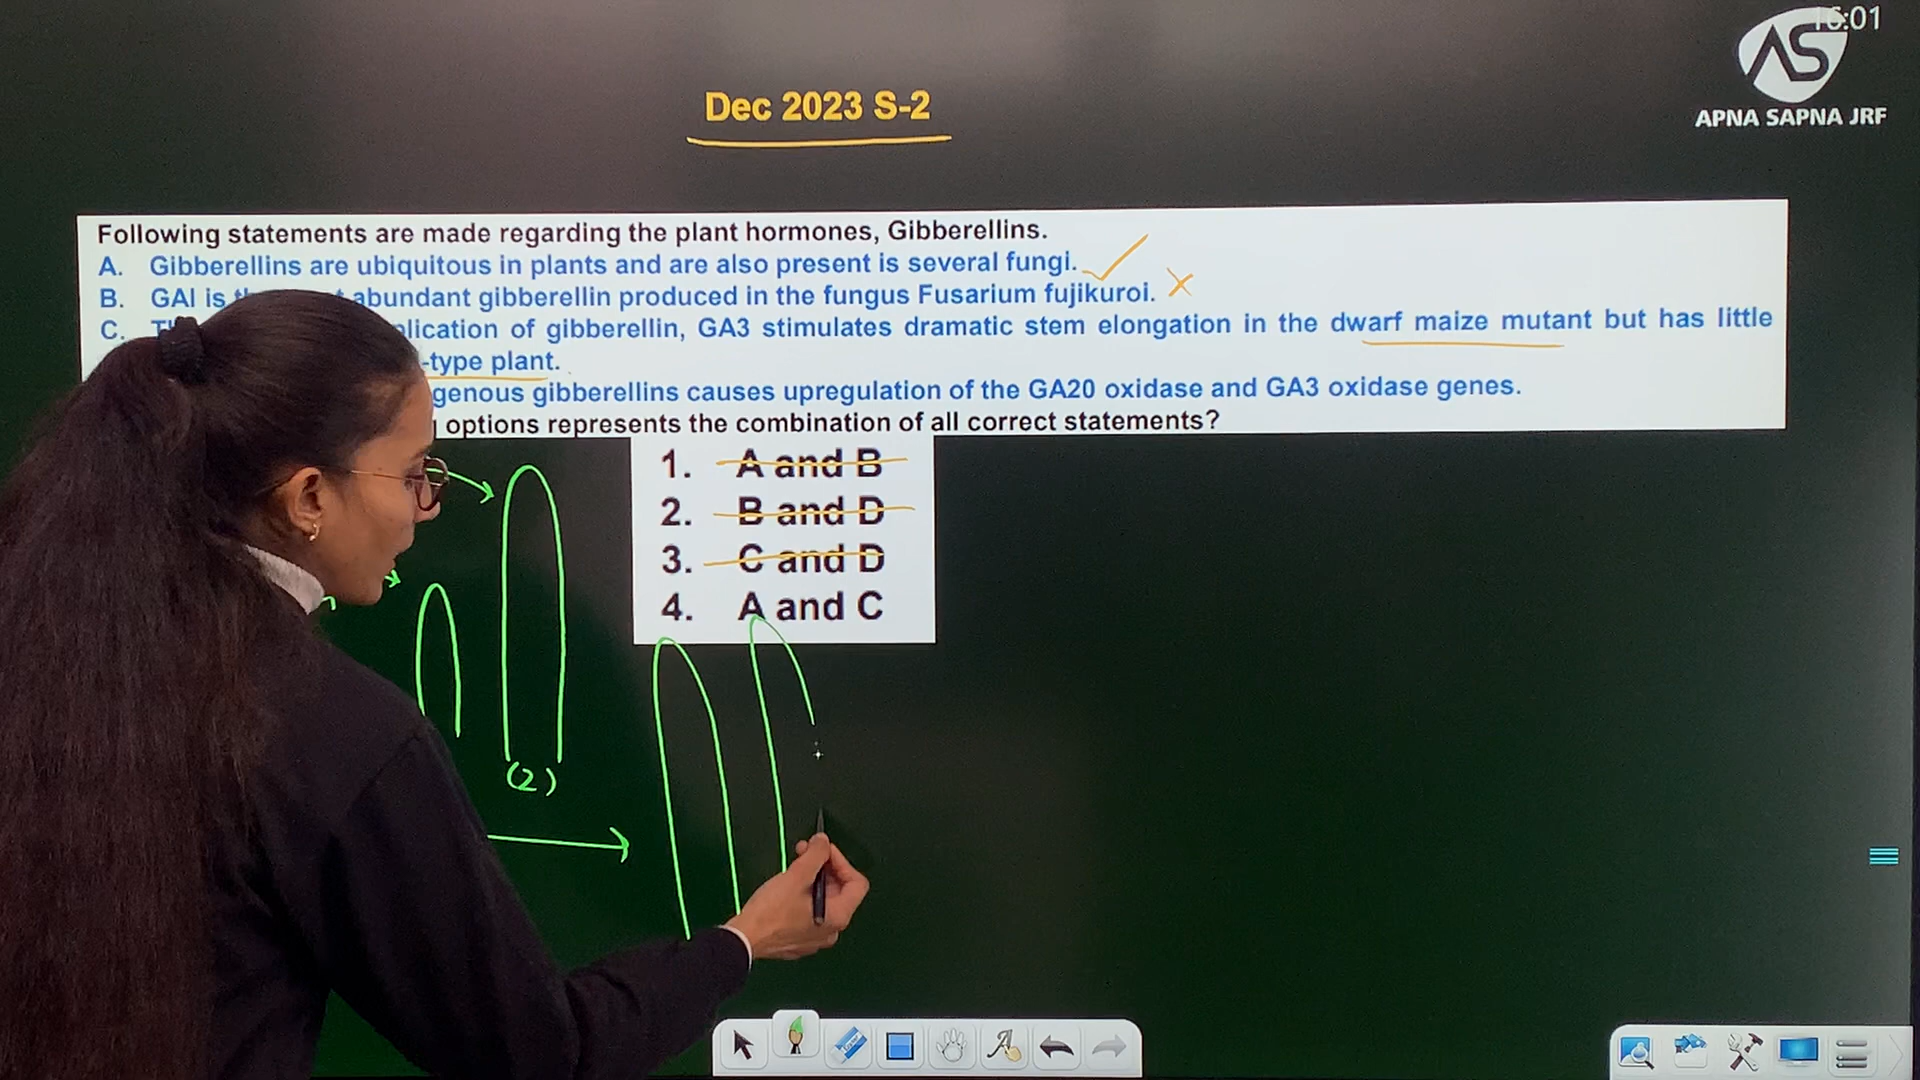 16:01
AS
APNA SAPNA JRF
Dec 2023 S-2
Following statements are made regarding the plant hormones, Gibberellins.
A. Gibberellins are ubiquitous in plants and are also present is several fungi.
B. GAI is abundant gibberellin produced in the fungus Fusarium fujikuroi.
C. of gibberellin, GA3 stimulates dramatic stem elongation in the dwarf maize mutant but has little
-type plant.
gibberellins causes upregulation of the GA20 oxidase and GA3 oxidase genes.
options represents the combination of all correct statements?
1. A and B
2. B and D
3. C and D
4. A and C
(2)